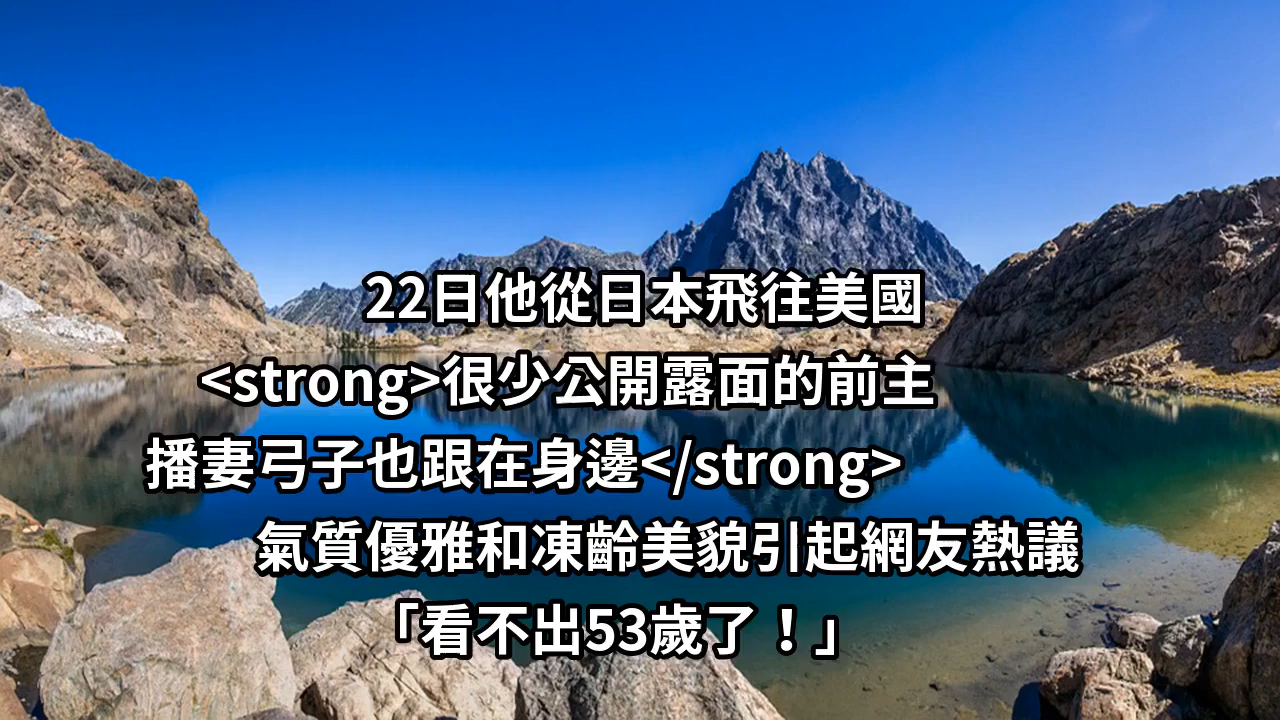 22日他從日本飛往美國
<strong>很少公開露面的前主
播妻弓子也跟在身邊</strong>
氣質優雅和凍齡美貌引起網友熱議
「看不出53歲了！」